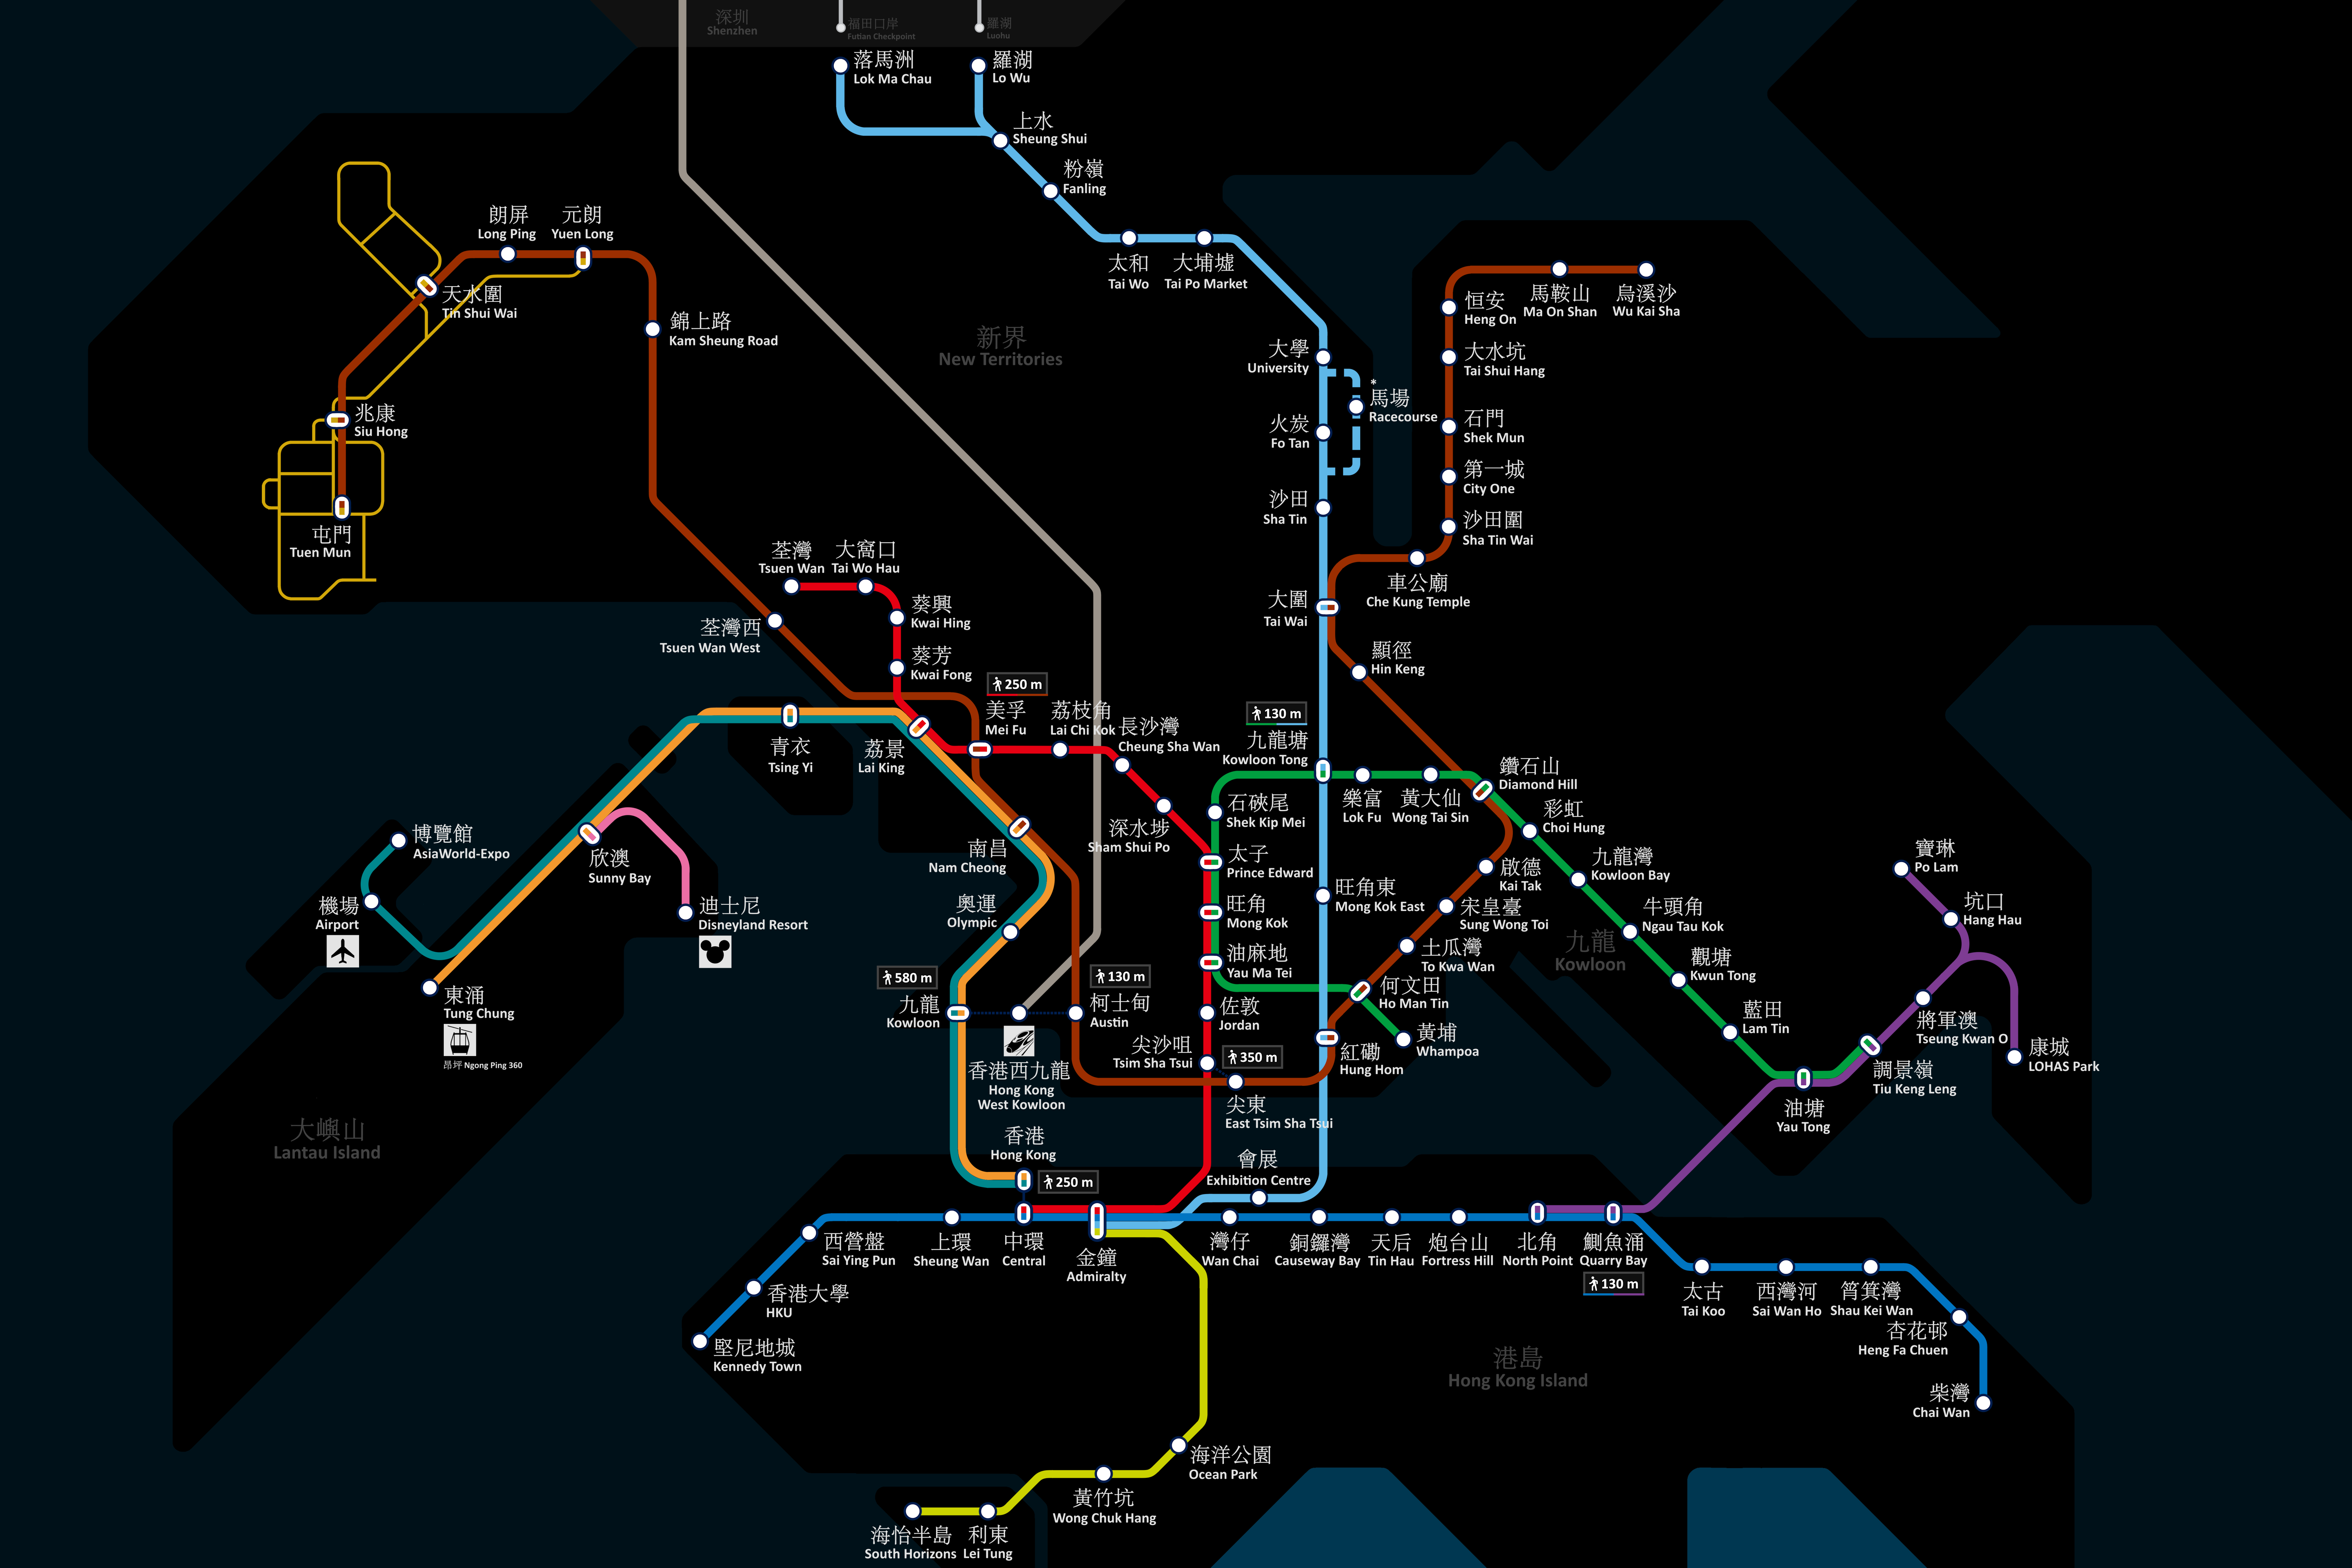 深圳
Shenzhen
福田口岸
Futian Checkpoint
羅湖
Luohu
落馬洲
Lok Ma Chau
羅湖
Lo Wu
上水
Sheung Shui
粉嶺
Fanling
太和
Tai Wo
大埔墟
Tai Po Market
朗屏
Long Ping
元朗
Yuen Long
天水圍
Tin Shui Wai
錦上路
Kam Sheung Road
新界
New Territories
兆康
Siu Hong
屯門
Tuen Mun
大學
University
*
馬場
Racecourse
火炭
Fo Tan
沙田
Sha Tin
大圍
Tai Wai
恒安
Heng On
馬鞍山
Ma On Shan
烏溪沙
Wu Kai Sha
大水坑
Tai Shui Hang
石門
Shek Mun
第一城
City One
沙田圍
Sha Tin Wai
車公廟
Che Kung Temple
顯徑
Hin Keng
荃灣
Tsuen Wan
大窩口
Tai Wo Hau
葵興
Kwai Hing
葵芳
Kwai Fong
荃灣西
Tsuen Wan West
250 m
美孚
Mei Fu
荔枝角
Lai Chi Kok
長沙灣
Cheung Sha Wan
130 m
九龍塘
Kowloon Tong
青衣
Tsing Yi
荔景
Lai King
深水埗
Sham Shui Po
石硤尾
Shek Kip Mei
樂富
Lok Fu
黃大仙
Wong Tai Sin
鑽石山
Diamond Hill
彩虹
Choi Hung
九龍灣
Kowloon Bay
牛頭角
Ngau Tau Kok
觀塘
Kwun Tong
藍田
Lam Tin
油塘
Yau Tong
調景嶺
Tiu Keng Leng
將軍澳
Tseung Kwan O
坑口
Hang Hau
寶琳
Po Lam
康城
LOHAS Park
博覽館
AsiaWorld-Expo
機場
Airport
欣澳
Sunny Bay
迪士尼
Disneyland Resort
東涌
Tung Chung
昂坪 Ngong Ping 360
大嶼山
Lantau Island
南昌
Nam Cheong
奧運
Olympic
580 m
九龍
Kowloon
香港西九龍
Hong Kong
West Kowloon
130 m
柯士甸
Austin
太子
Prince Edward
旺角
Mong Kok
油麻地
Yau Ma Tei
佐敦
Jordan
尖沙咀
Tsim Sha Tsui
350 m
尖東
East Tsim Sha Tsui
旺角東
Mong Kok East
啟德
Kai Tak
宋皇臺
Sung Wong Toi
土瓜灣
To Kwa Wan
何文田
Ho Man Tin
黃埔
Whampoa
紅磡
Hung Hom
九龍
Kowloon
香港
Hong Kong
250 m
會展
Exhibition Centre
西營盤
Sai Ying Pun
上環
Sheung Wan
中環
Central
金鐘
Admiralty
灣仔
Wan Chai
銅鑼灣
Causeway Bay
天后
Tin Hau
炮台山
Fortress Hill
北角
North Point
鰂魚涌
Quarry Bay
130 m
太古
Tai Koo
西灣河
Sai Wan Ho
筲箕灣
Shau Kei Wan
杏花邨
Heng Fa Chuen
柴灣
Chai Wan
香港大學
HKU
堅尼地城
Kennedy Town
港島
Hong Kong Island
海洋公園
Ocean Park
黃竹坑
Wong Chuk Hang
海怡半島
South Horizons
利東
Lei Tung